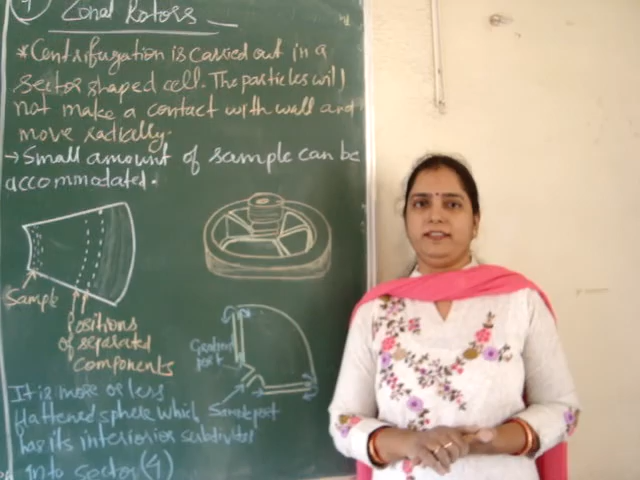 Zonal Rotors
*Centrifugation is carried out in a
sector shaped cell. The particles will
not make a contact with wall and
move radially.
→ Small amount of sample can be
accommodated.
Sample
Positions
of separated
components
Gradient
port
Sample port
It is more or less
flattened sphere which
has its interior subdivided
into sector (4)